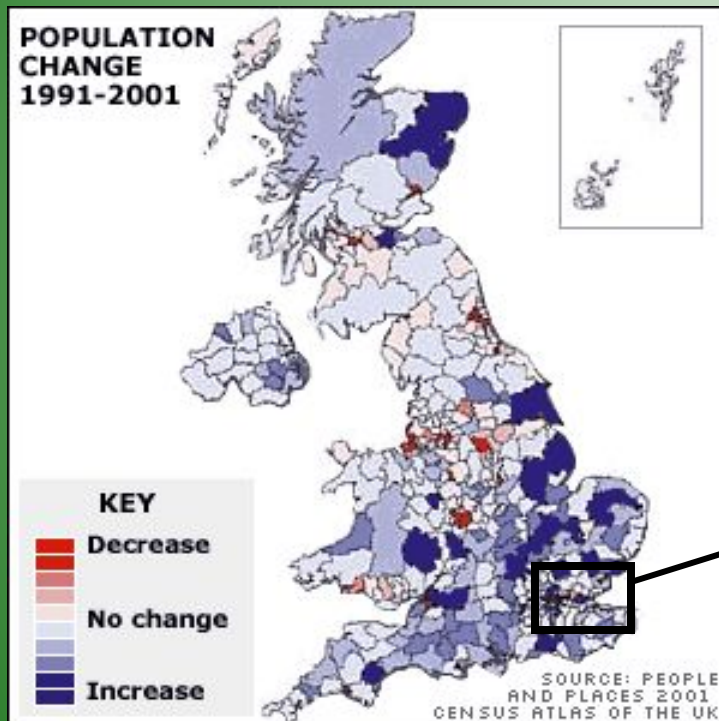 POPULATION
CHANGE
1991-2001
KEY
Decrease
No change
Increase
SOURCE: PEOPLE
AND PLACES 2001
CENSUS ATLAS OF THE UK